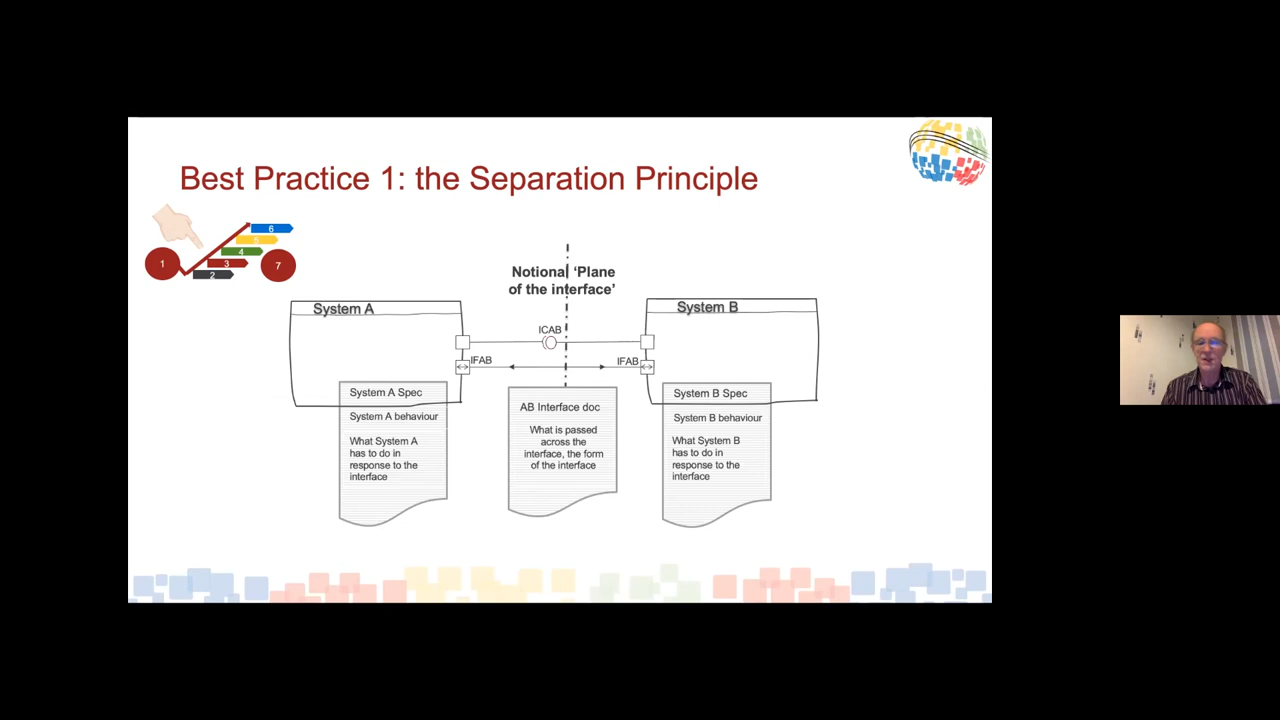 Best Practice 1: the Separation Principle
1
2
3
4
5
6
7
Notional ‘Plane
of the interface’
System A
System B
ICAB
IFAB
IFAB
System A Spec
System A behaviour
What System A
has to do in
response to the
interface
AB Interface doc
What is passed
across the
interface, the form
of the interface
System B Spec
System B behaviour
What System B
has to do in
response to the
interface